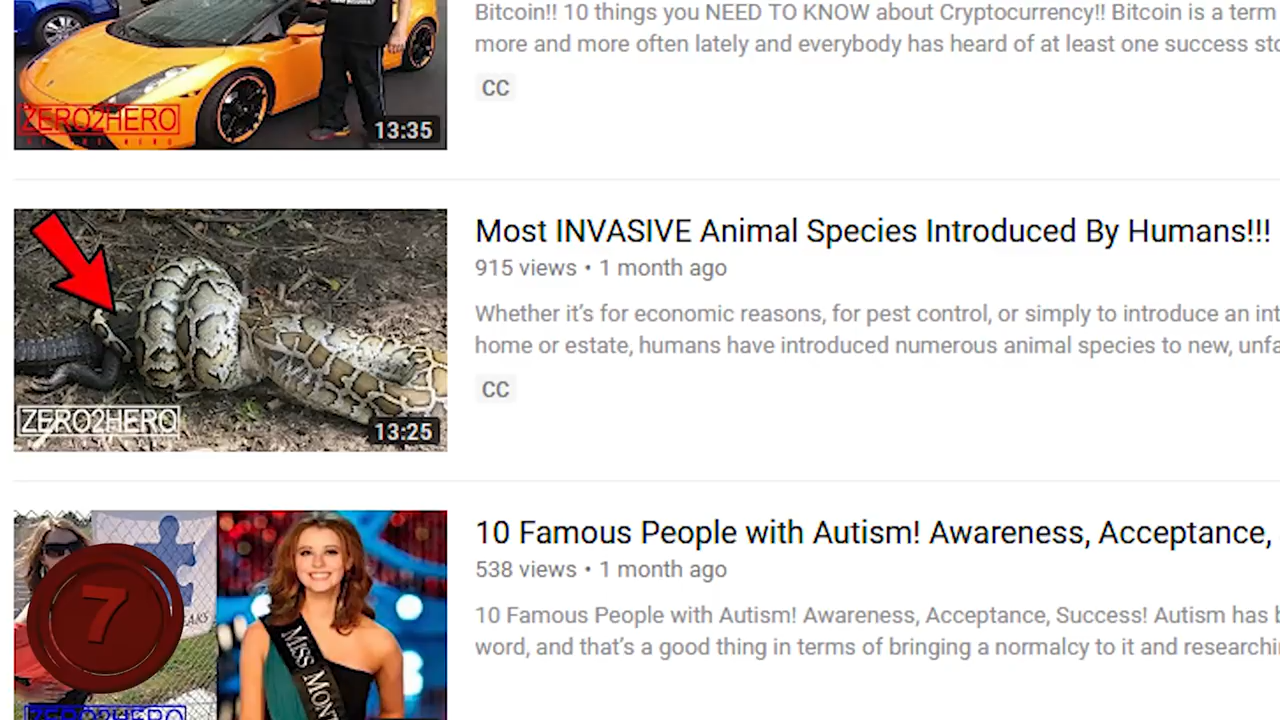 Bitcoin!! 10 things you NEED TO KNOW about Cryptocurrency!! Bitcoin is a term
more and more often lately and everybody has heard of at least one success sto
CC
ZERO2HERO
13:35
Most INVASIVE Animal Species Introduced By Humans!!!
915 views • 1 month ago
Whether it's for economic reasons, for pest control, or simply to introduce an int
home or estate, humans have introduced numerous animal species to new, unfa
CC
ZERO2HERO
13:25
10 Famous People with Autism! Awareness, Acceptance,
538 views • 1 month ago
10 Famous People with Autism! Awareness, Acceptance, Success! Autism has b
word, and that's a good thing in terms of bringing a normalcy to it and researchi
7
MISS MONT
ZERO2HERO